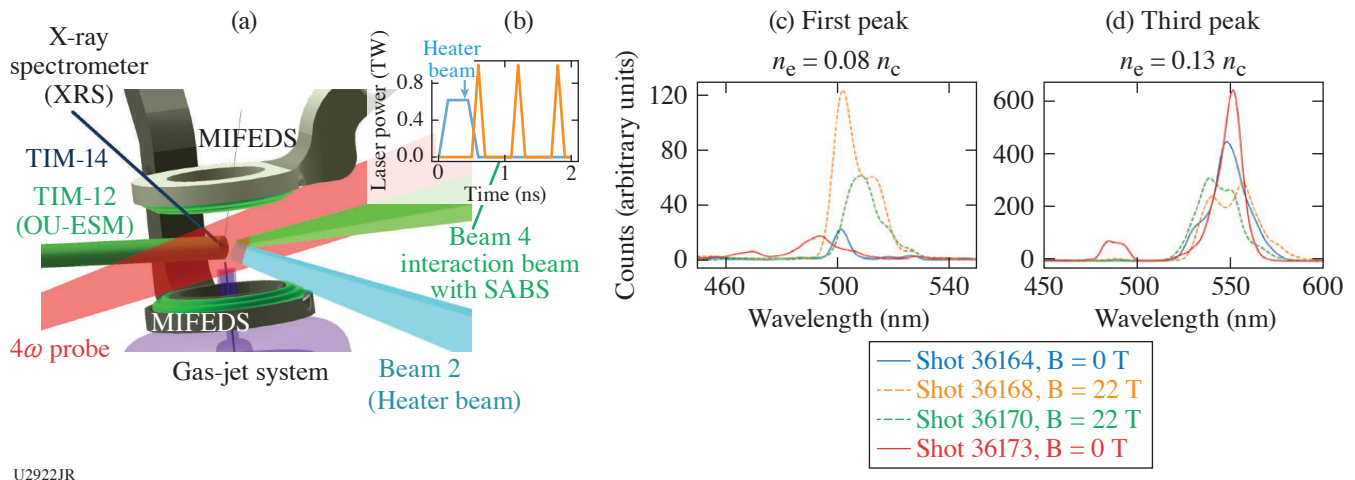 (a)
X-ray
spectrometer
(XRS)
TIM-14
TIM-12
(OU-ESM)
MIFEDS
MIFEDS
4ω probe
Gas-jet system
Beam 4
interaction beam
with SABS
Beam 2
(Heater beam)
(b)
Heater
beam
Laser power (TW)
0.8
0.4
0.0
0 1 2
Time (ns)
(c) First peak
nₑ = 0.08 n꜀
Counts (arbitrary units)
120
80
60
40
0
460 500 540
Wavelength (nm)
(d) Third peak
nₑ = 0.13 n꜀
600
400
200
0
450 500 550 600
Wavelength (nm)
Shot 36164, B = 0 T
Shot 36168, B = 22 T
Shot 36170, B = 22 T
Shot 36173, B = 0 T
U2922JR